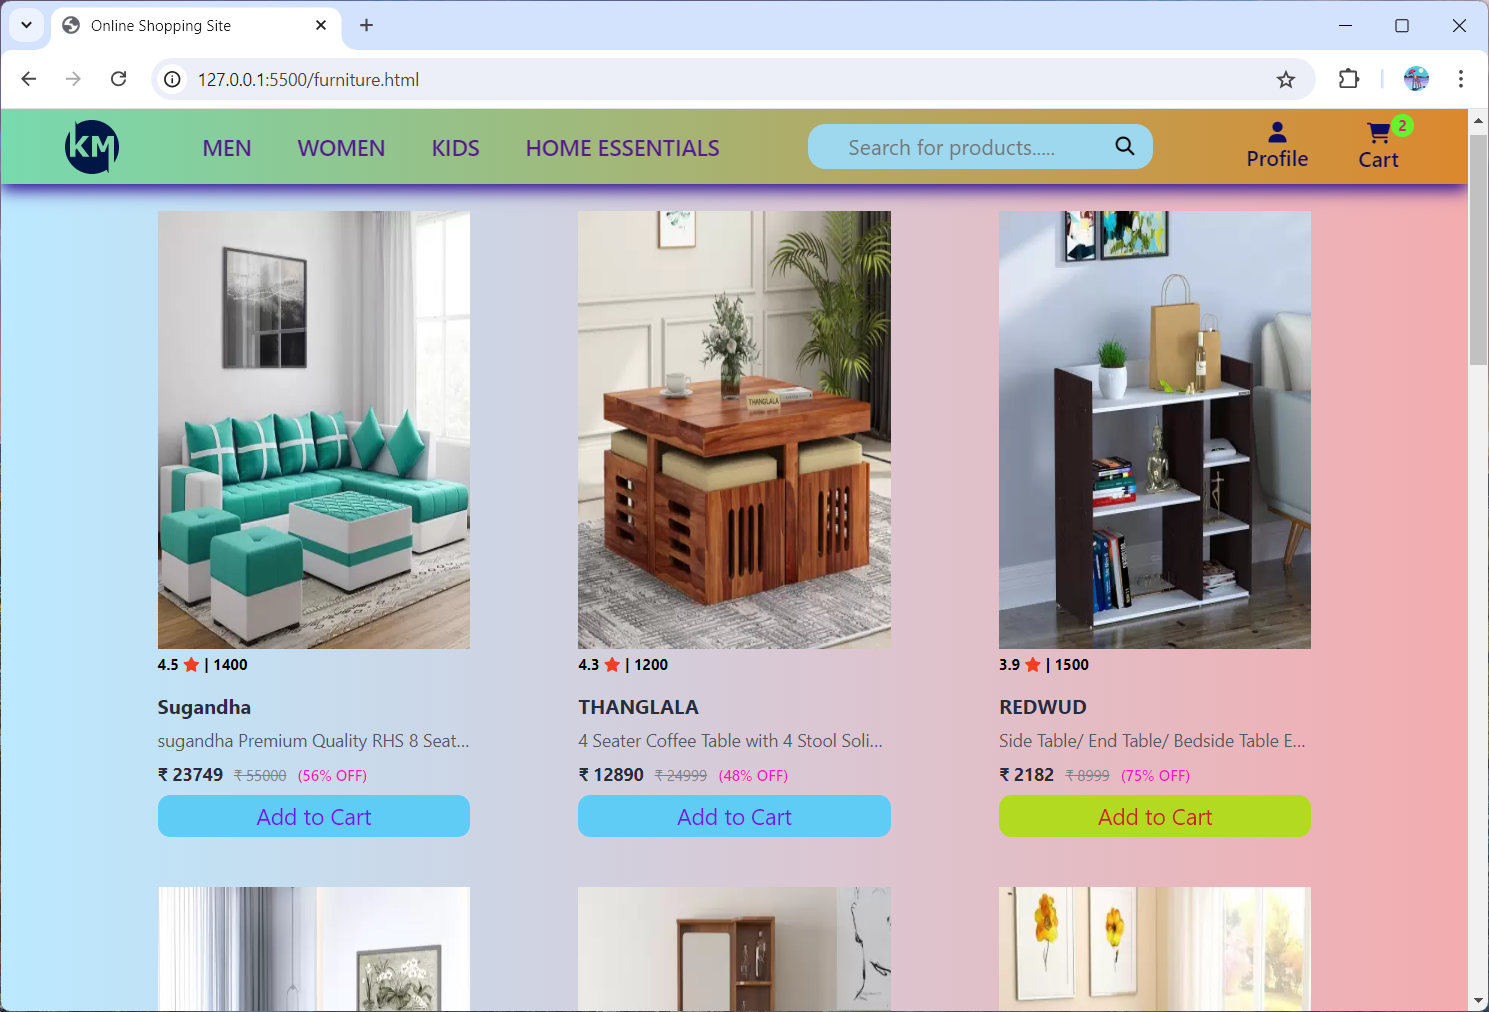 Online Shopping Site
127.0.0.1:5500/furniture.html
KM
MEN WOMEN KIDS HOME ESSENTIALS
Search for products.....
Profile
2
Cart
THANGLALA
4.5 | 1400
Sugandha
sugandha Premium Quality RHS 8 Seat...
₹ 23749 ₹ 55000 (56% OFF)
Add to Cart
4.3 | 1200
THANGLALA
4 Seater Coffee Table with 4 Stool Soli...
₹ 12890 ₹ 24999 (48% OFF)
Add to Cart
3.9 | 1500
REDWUD
Side Table/ End Table/ Bedside Table E...
₹ 2182 ₹ 8999 (75% OFF)
Add to Cart